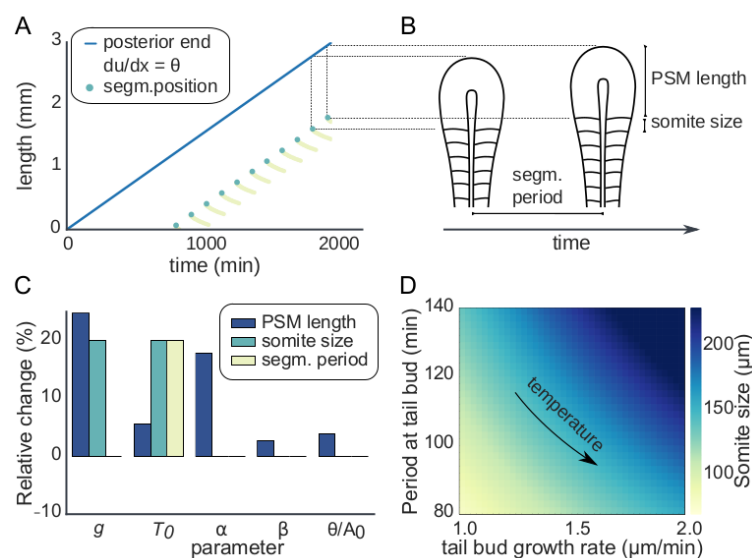 A
3
2
1
0
length (mm)
posterior end
du/dx = θ
segm.position
0
1000
2000
time (min)
B
PSM length
somite size
segm.
period
time
C
Relative change (%)
20
10
0
-10
PSM length
somite size
segm. period
g
T0
α
β
θ/A0
parameter
D
Period at tail bud (min)
140
120
100
80
temperature
1.0
1.5
2.0
tail bud growth rate (μm/min)
200
150
100
Somite size (μm)